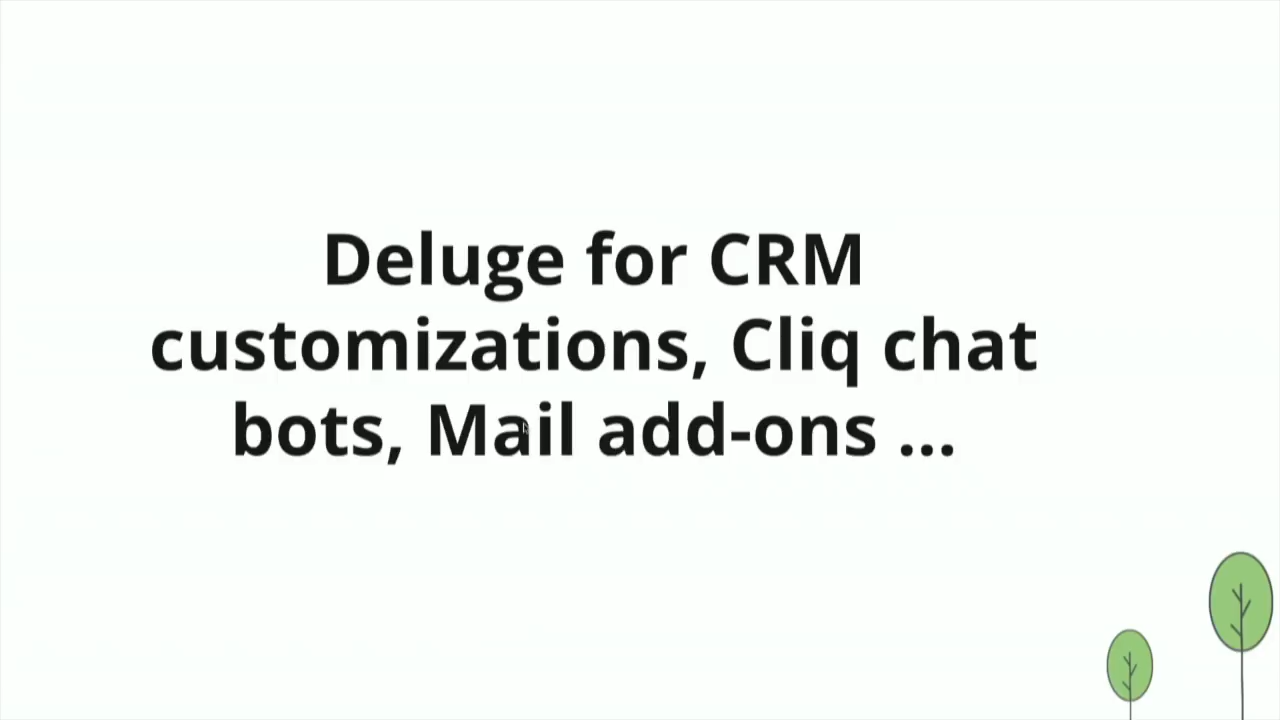 Deluge for CRM
customizations, Cliq chat
bots, Mail add-ons ...